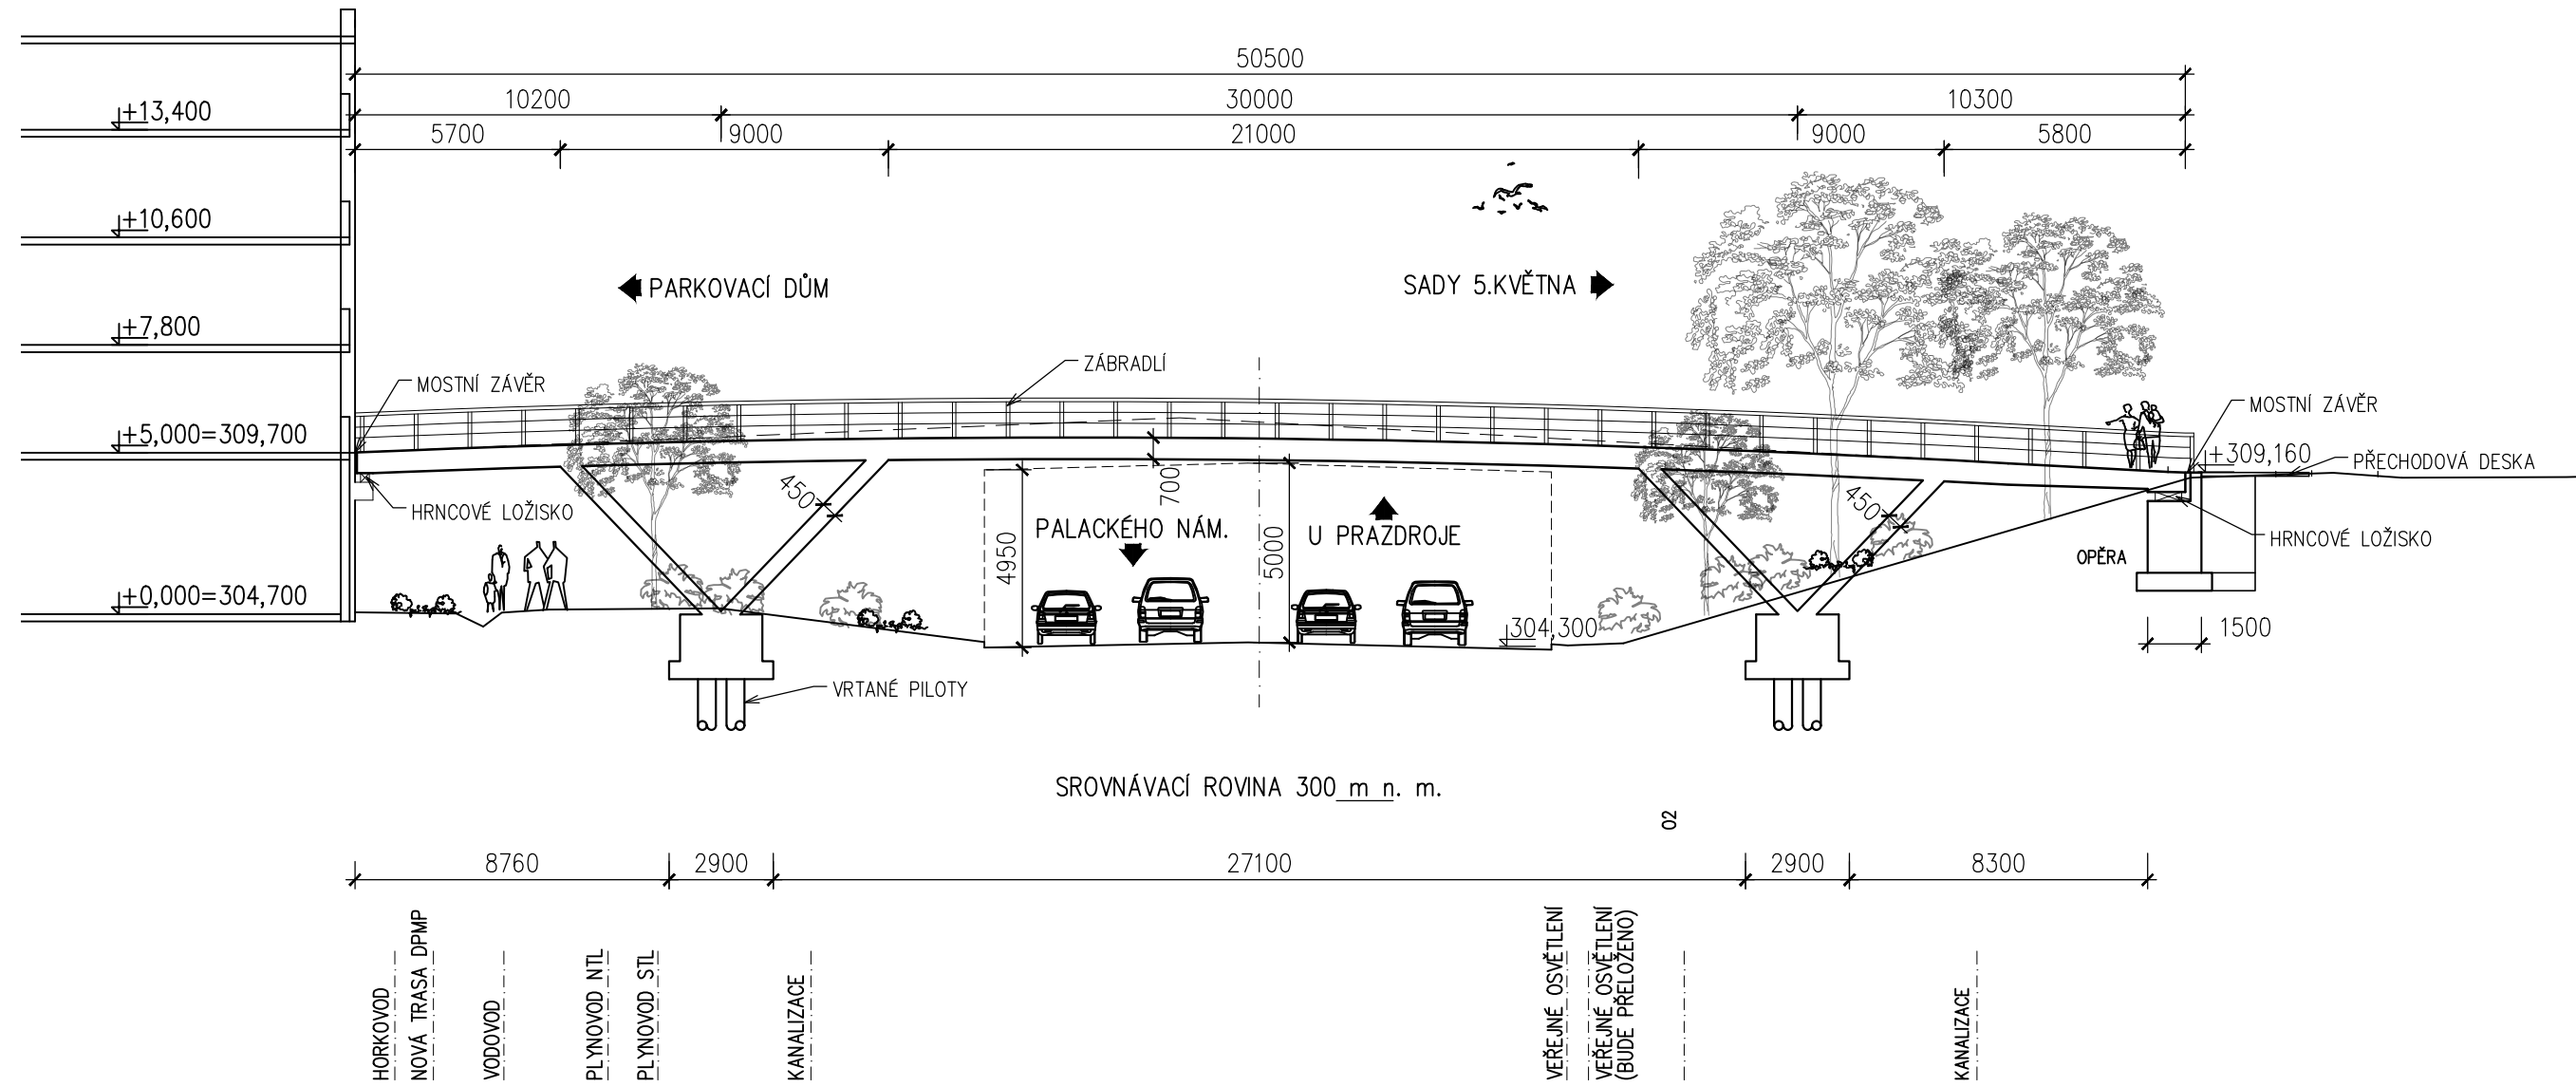 50500
10200 30000 10300
5700 9000 21000 9000 5800
+13,400
+10,600
+7,800
+5,000=309,700
+0,000=304,700
PARKOVACÍ DŮM
SADY 5.KVĚTNA
MOSTNÍ ZÁVĚR
ZÁBRADLÍ
MOSTNÍ ZÁVĚR
+309,160
PŘECHODOVÁ DESKA
HRNCOVÉ LOŽISKO
450
700
450
PALACKÉHO NÁM.
U PRAZDROJE
4950
5000
HRNCOVÉ LOŽISKO
OPĚRA
304,300
1500
VRTANÉ PILOTY
SROVNÁVACÍ ROVINA 300 m n. m.
02
8760 2900 27100 2900 8300
HORKOVOD
NOVÁ TRASA DPMP
VODOVOD
PLYNOVOD NTL
PLYNOVOD STL
KANALIZACE
VEŘEJNÉ OSVĚTLENÍ
VEŘEJNÉ OSVĚTLENÍ
(BUDE PŘELOŽENO)
KANALIZACE